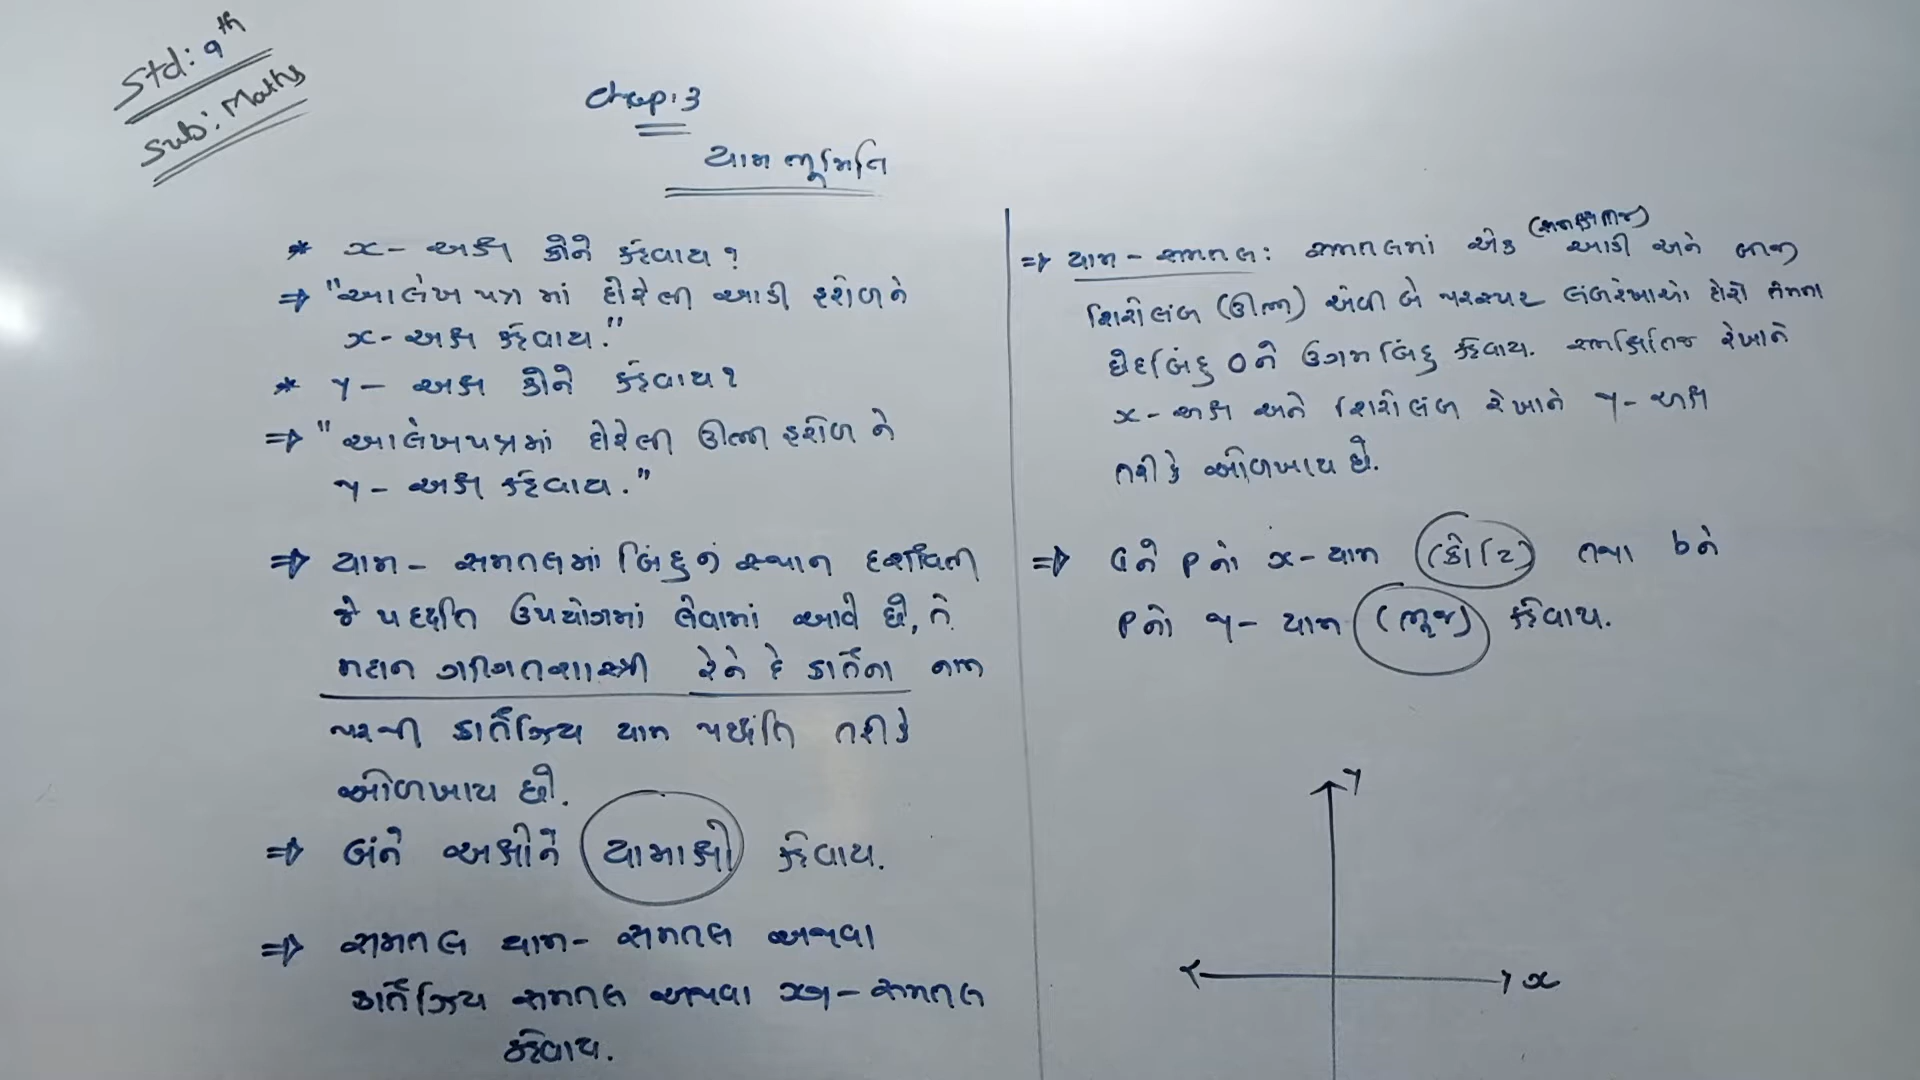 Std: 9th
Sub: Maths
Chap: 3
યામ ભૂમિતિ
* x - અક્ષ કોને કહેવાય ?
⇒ "આલેખપત્ર માં દોરેલી આડી હરોળને
x - અક્ષ કહેવાય."
* y - અક્ષ કોને કહેવાય ?
⇒ "આલેખપત્રમાં દોરેલી ઊભી હરોળ ને
y - અક્ષ કહેવાય."
⇒ યામ - સમતલમાં બિંદુનું સ્થાન દર્શાવતી
જે પદ્ધતિ ઉપયોગમાં લેવામાં આવે છે, તે
મહાન ગણિતશાસ્ત્રી રેને દે કાર્તેના નામ
પરથી કાર્તેઝિય યામ પદ્ધતિ તરીકે
ઓળખાય છે.
⇒ બંને અક્ષોને (યામાક્ષો) કહેવાય.
⇒ સમતલ યામ - સમતલ અથવા
કાર્તેઝિય સમતલ અથવા xy - સમતલ
કહેવાય.
(સમક્ષિતિજ)
⇒ યામ - સમતલ : સમતલમાં એક આડી અને બીજી
શિરોલંબ (ઊભી) એવી બે પરસ્પર લંબરેખાઓ દોરી તેમના
છેદબિંદુ O ને ઉગમબિંદુ કહેવાય. સમક્ષિતિજ રેખાને
x - અક્ષ અને શિરોલંબ રેખાને y - અક્ષ
તરીકે ઓળખાય છે.
⇒ a ને P નો x - યામ (કોટિ) તથા b ને
P નો y - યામ (ભૂજ) કહેવાય.
y
x